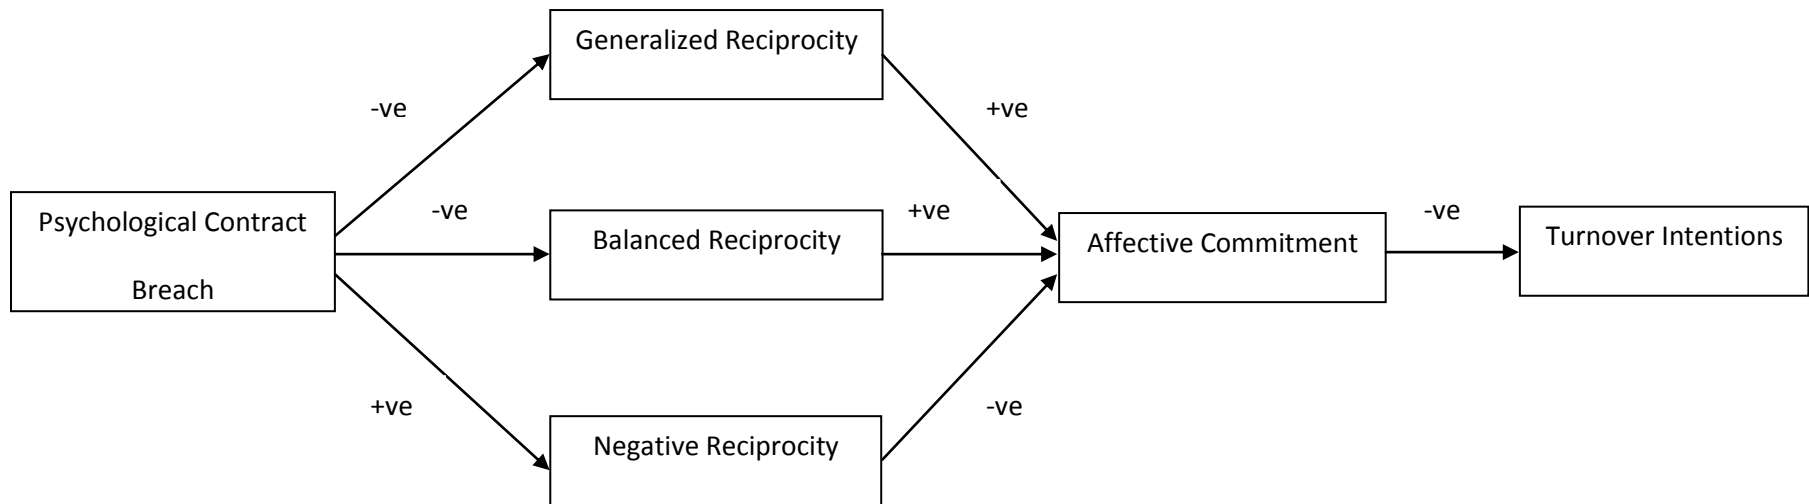 Generalized Reciprocity
-ve
+ve
Psychological Contract
Breach
-ve
Balanced Reciprocity
+ve
Affective Commitment
-ve
Turnover Intentions
+ve
-ve
Negative Reciprocity